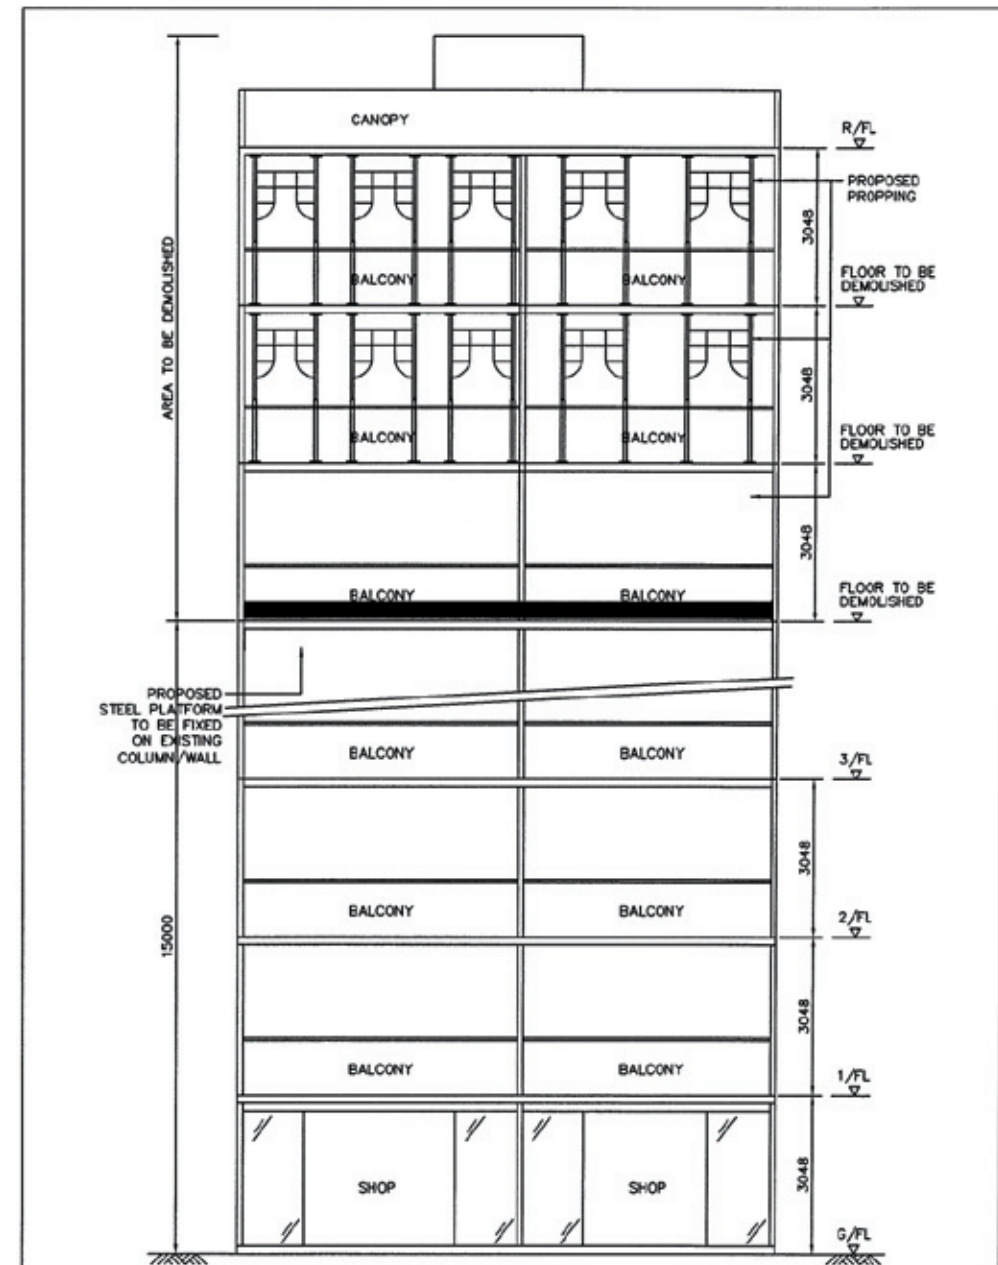 CANOPY
R/FL
PROPOSED
PROPPING
3048
AREA TO BE DEMOLISHED
BALCONY
BALCONY
FLOOR TO BE
DEMOLISHED
3048
BALCONY
BALCONY
FLOOR TO BE
DEMOLISHED
3048
BALCONY
BALCONY
FLOOR TO BE
DEMOLISHED
PROPOSED
STEEL PLATFORM
TO BE FIXED
ON EXISTING
COLUMN/WALL
BALCONY
BALCONY
3/FL
3048
BALCONY
BALCONY
2/FL
15000
3048
BALCONY
BALCONY
1/FL
SHOP
SHOP
3048
G/FL